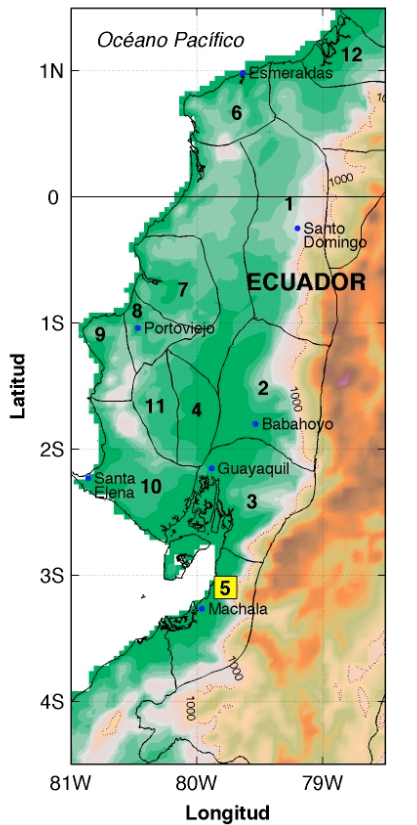 Océano Pacífico
12
1N
Esmeraldas
10
6
1000
0
1
Santo
Domingo
ECUADOR
7
8
1S
Portoviejo
9
2
1000
11
4
Babahoyo
2S
Guayaquil
Santa
Elena
10
3
3S
5
Machala
1000
1000
4S
81W
80W
79W
Latitud
Longitud